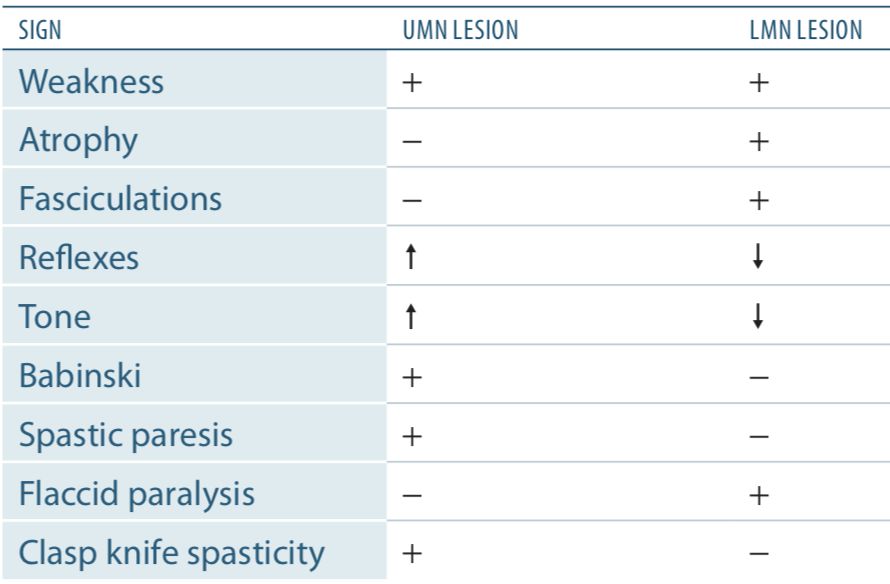 SIGN UMN LESION LMN LESION
Weakness + +
Atrophy − +
Fasciculations − +
Reflexes ↑ ↓
Tone ↑ ↓
Babinski + −
Spastic paresis + −
Flaccid paralysis − +
Clasp knife spasticity + −